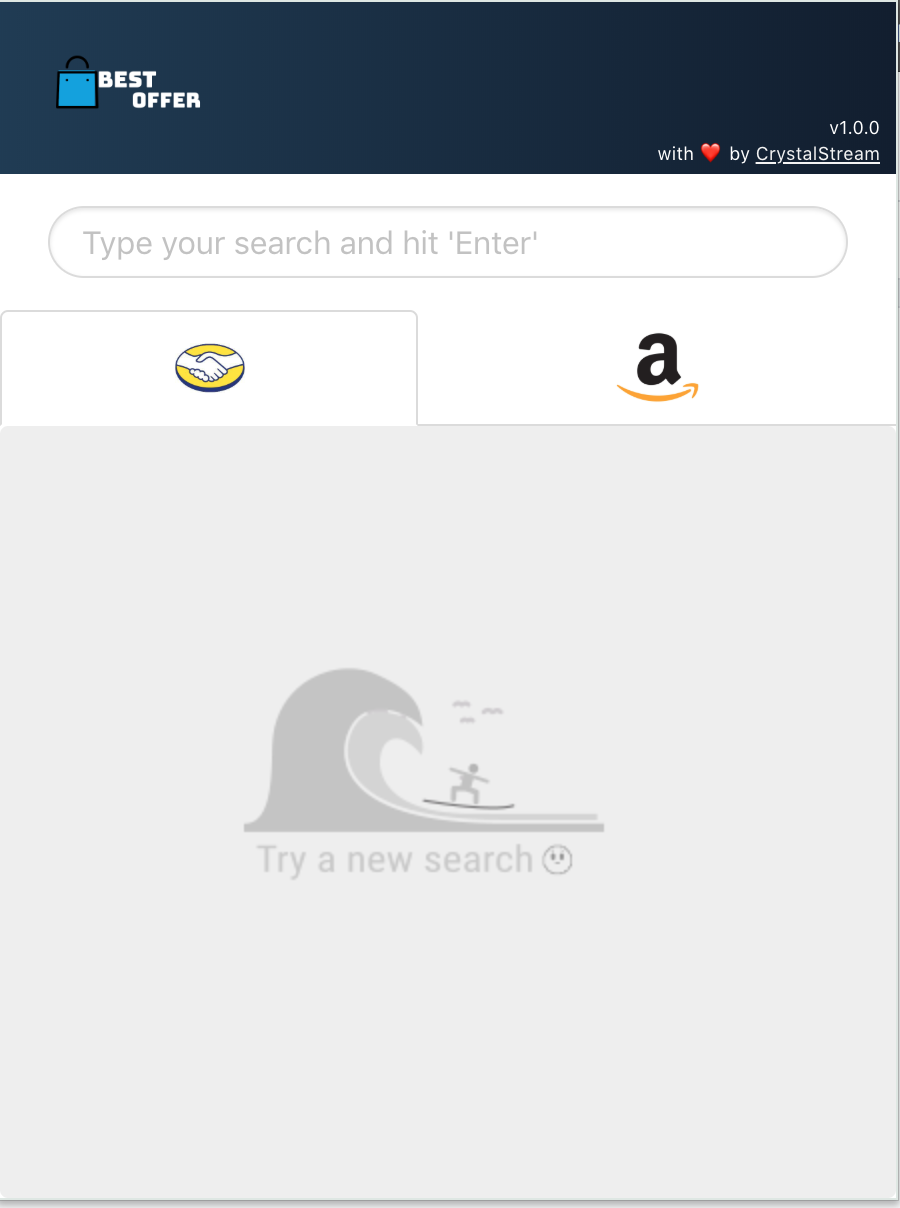 BEST
OFFER
v1.0.0
with ❤️ by CrystalStream
Type your search and hit 'Enter'
a
Try a new search